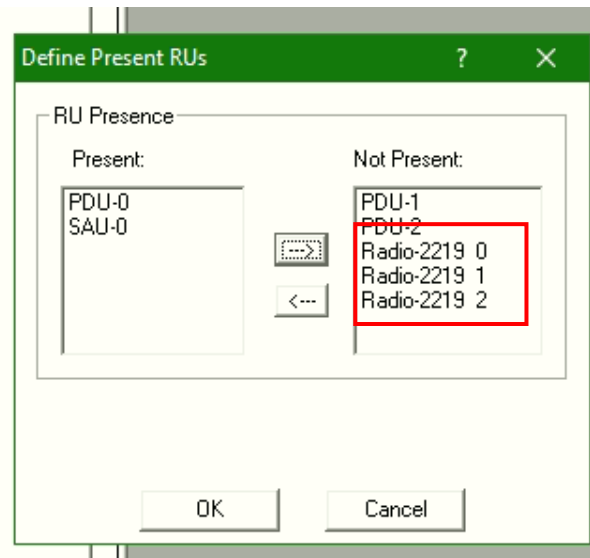 Define Present RUs ? ×
RU Presence
Present:
Not Present:
PDU-0
SAU-0
--->
<---
PDU-1
PDU-2
Radio-2219 0
Radio-2219 1
Radio-2219 2
OK
Cancel